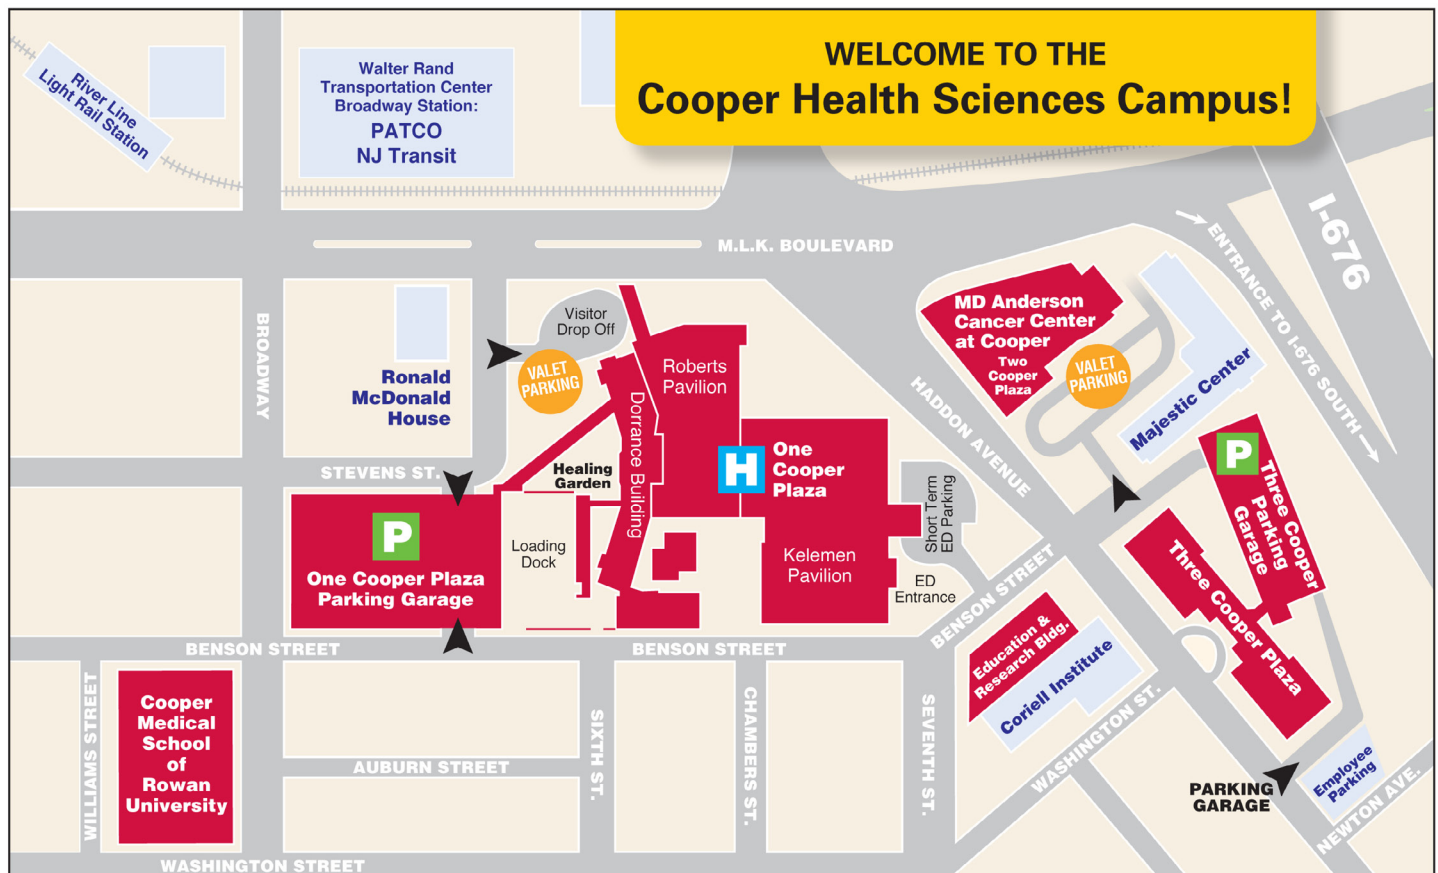 WELCOME TO THE
Cooper Health Sciences Campus!
River Line
Light Rail Station
Walter Rand
Transportation Center
Broadway Station:
PATCO
NJ Transit
M.L.K. BOULEVARD
I-676
ENTRANCE TO I-676 SOUTH
BROADWAY
Ronald
McDonald
House
Visitor
Drop Off
VALET
PARKING
Roberts
Pavilion
Dorrance Building
Healing
Garden
H
One
Cooper
Plaza
Kelemen
Pavilion
Short Term
ED Parking
ED
Entrance
HADDON AVENUE
MD Anderson
Cancer Center
at Cooper
Two
Cooper
Plaza
VALET
PARKING
Majestic Center
P
Three Cooper
Parking
Garage
Three Cooper Plaza
STEVENS ST.
P
One Cooper Plaza
Parking Garage
Loading
Dock
BENSON STREET
BENSON STREET
BENSON STREET
Education &
Research Bldg.
Coriell Institute
WILLIAMS STREET
Cooper
Medical
School
of
Rowan
University
AUBURN STREET
SIXTH ST.
CHAMBERS ST.
SEVENTH ST.
WASHINGTON ST.
PARKING
GARAGE
Employee
Parking
NEWTON AVE.
WASHINGTON STREET